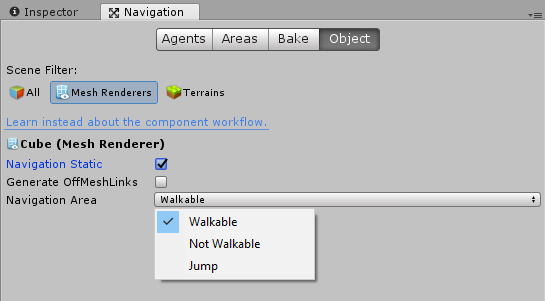 Inspector Navigation
Agents Areas Bake Object
Scene Filter:
All Mesh Renderers Terrains
Learn instead about the component workflow.
Cube (Mesh Renderer)
Navigation Static
Generate OffMeshLinks
Navigation Area Walkable
Walkable
Not Walkable
Jump